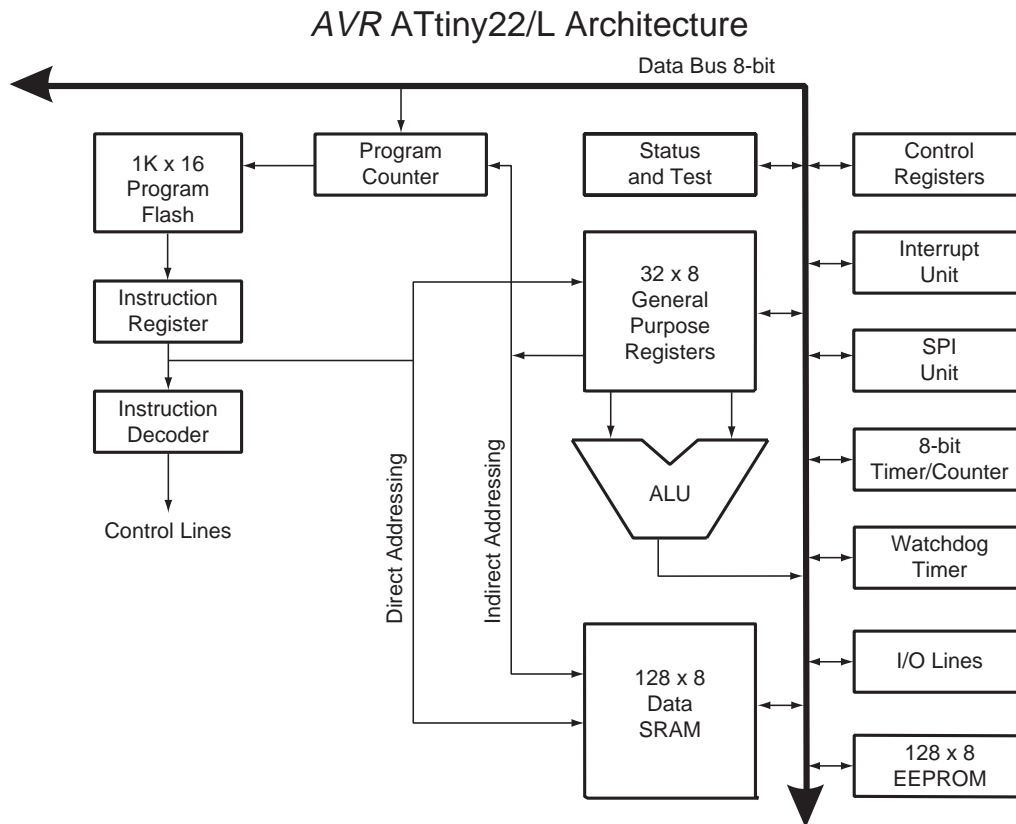 AVR ATtiny22/L Architecture
Data Bus 8-bit
1K x 16
Program
Flash
Program
Counter
Status
and Test
Control
Registers
Instruction
Register
32 x 8
General
Purpose
Registers
Interrupt
Unit
SPI
Unit
Instruction
Decoder
Control Lines
Direct Addressing
Indirect Addressing
ALU
8-bit
Timer/Counter
Watchdog
Timer
128 x 8
Data
SRAM
I/O Lines
128 x 8
EEPROM